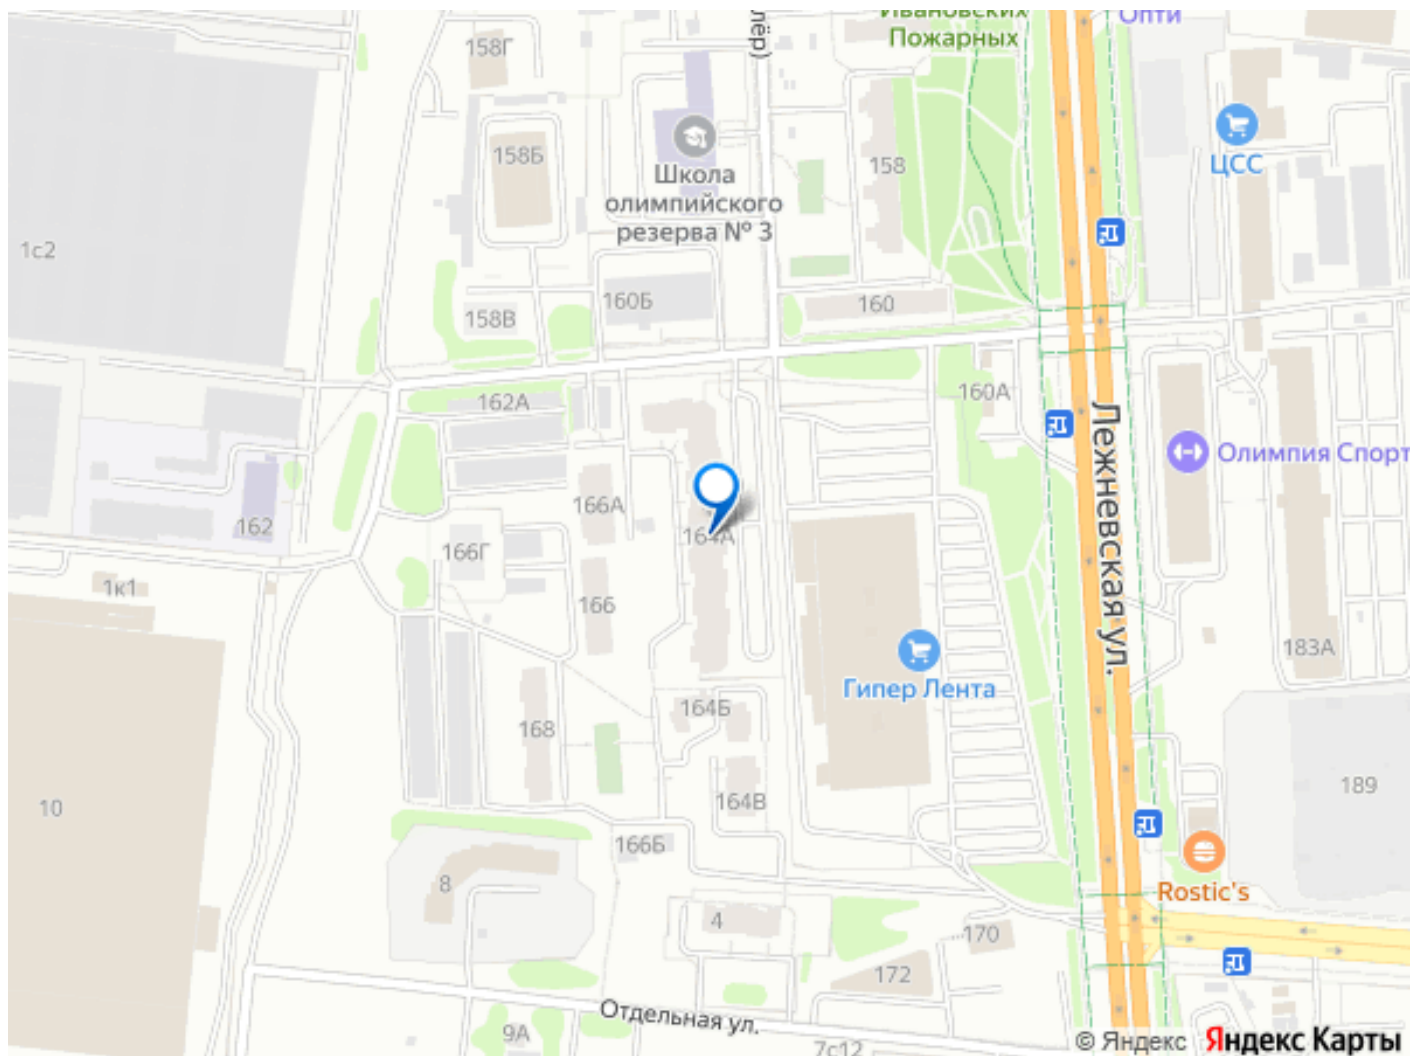 Ивановских
Пожарных
Опти
лёр)
158Г
158Б
Школа
олимпийского
резерва № 3
158
ЦСС
1с2
160Б
158В
160
162А
160А
Лежневская ул.
Олимпия Спорт
166А
164А
162
166Г
1к1
166
183А
Гипер Лента
164Б
168
164В
189
10
166Б
8
Rostic's
4
170
172
Отдельная ул.
9А
7с12
© Яндекс Яндекс Карты